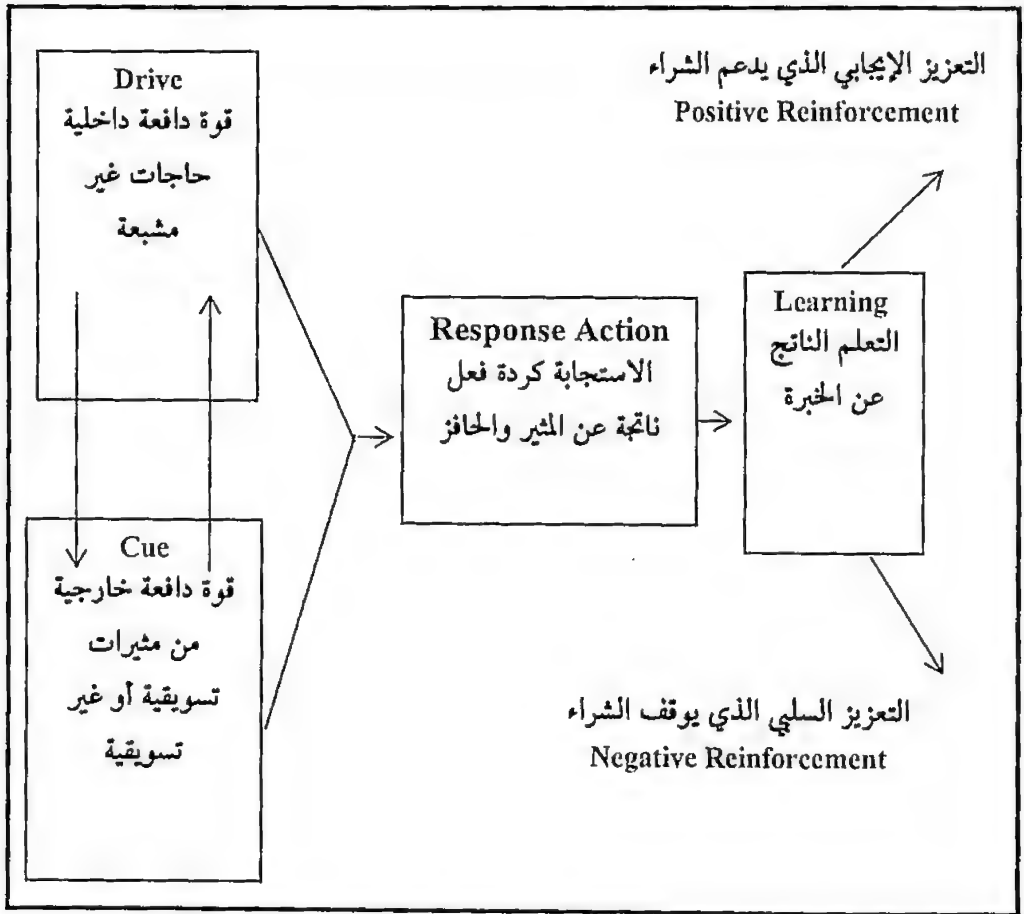 Drive
قوة دافعة داخلية
حاجات غير
مشبعة
Cue
قوة دافعة خارجية
من مثيرات
تسويقية أو غير
تسويقية
Response Action
الاستجابة كردة فعل
ناتجة عن المثير والحافز
Learning
التعلم الناتج
عن الخبرة
التعزيز الإيجابي الذي يدعم الشراء
Positive Reinforcement
التعزيز السلبي الذي يوقف الشراء
Negative Reinforcement